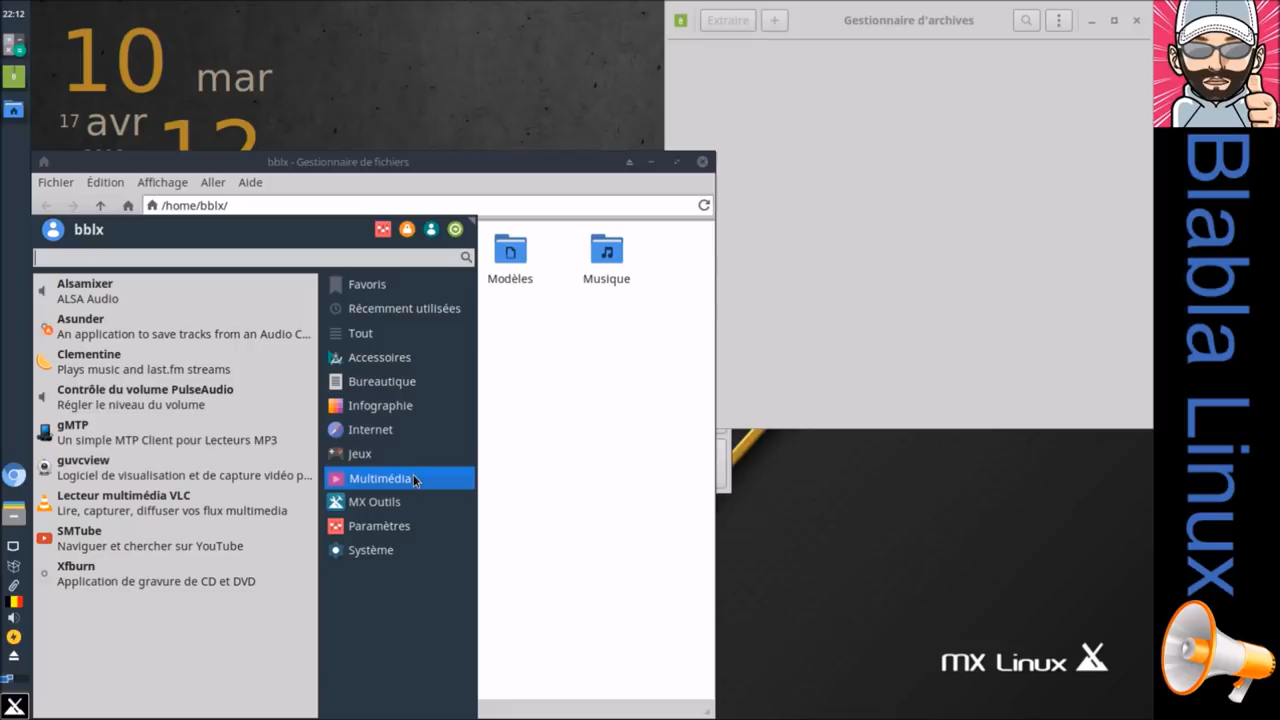 22:12
10
mar
17 avr
12
Extraire
Gestionnaire d'archives
bblx - Gestionnaire de fichiers
Fichier Édition Affichage Aller Aide
/home/bblx/
bblx
Modèles
Musique
Alsamixer
ALSA Audio
Asunder
An application to save tracks from an Audio C...
Clementine
Plays music and last.fm streams
Contrôle du volume PulseAudio
Régler le niveau du volume
gMTP
Un simple MTP Client pour Lecteurs MP3
guvcview
Logiciel de visualisation et de capture vidéo p...
Lecteur multimédia VLC
Lire, capturer, diffuser vos flux multimedia
SMTube
Naviguer et chercher sur YouTube
Xfburn
Application de gravure de CD et DVD
Favoris
Récemment utilisées
Tout
Accessoires
Bureautique
Infographie
Internet
Jeux
Multimédia
MX Outils
Paramètres
Système
mx Linux
Blabla Linux